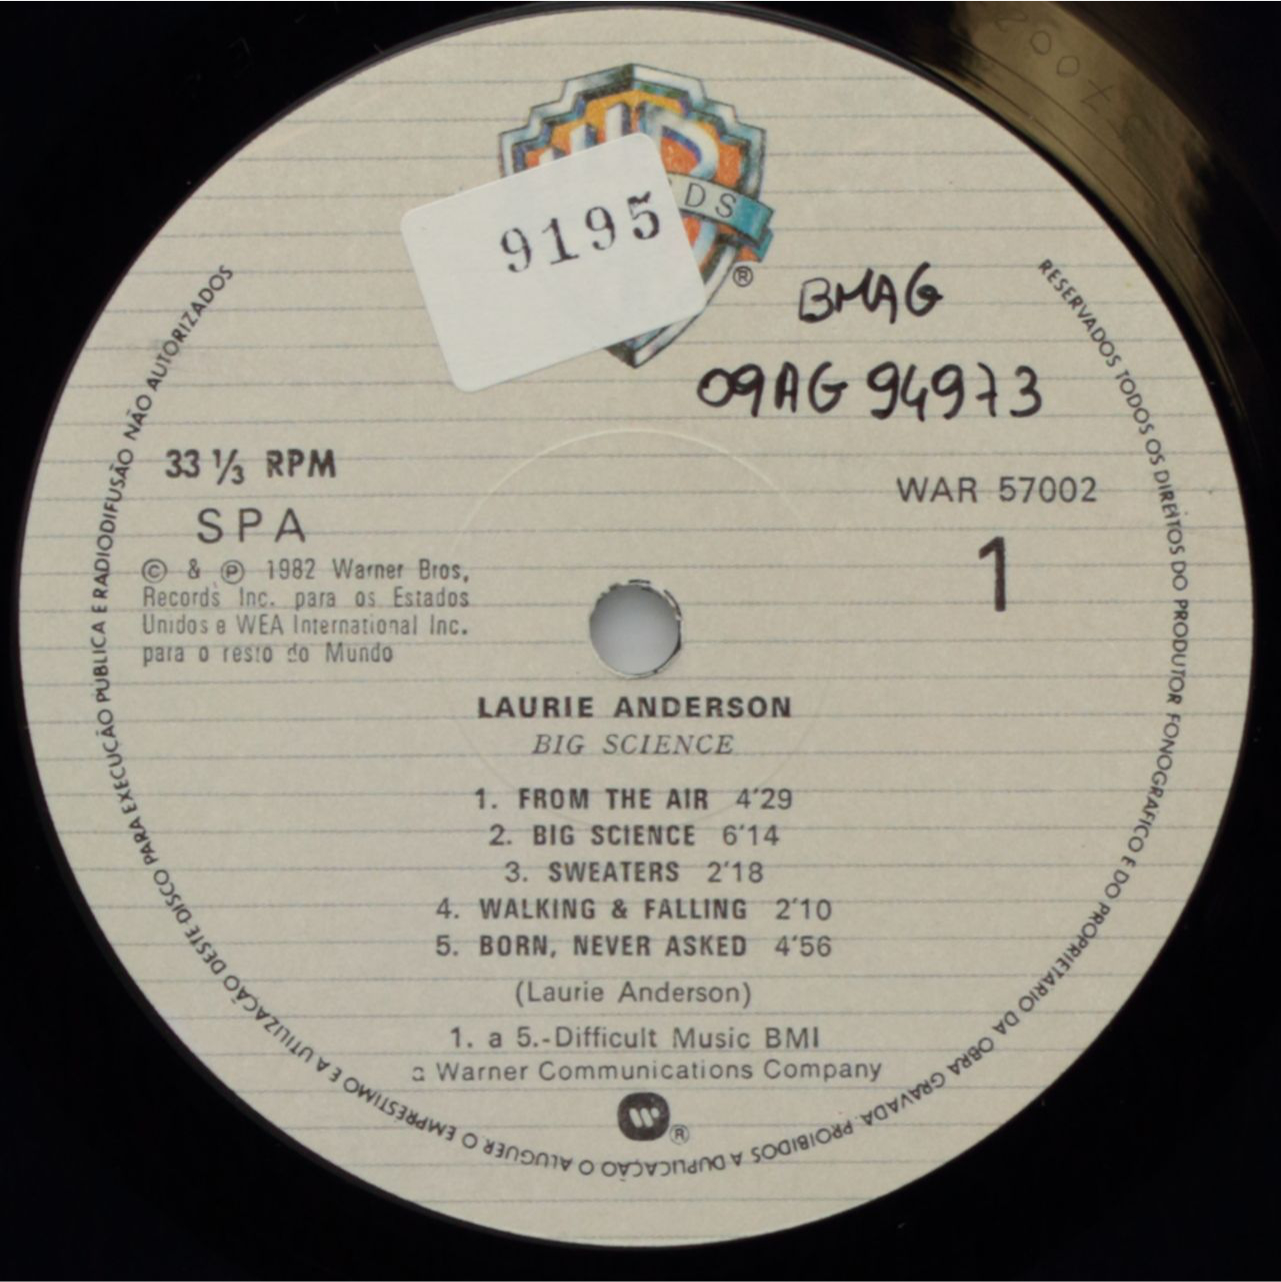 DS
®
9195
BMAG
09AG 94973
33 1/3 RPM
SPA
© & ℗ 1982 Warner Bros,
Records Inc. para os Estados
Unidos e WEA International Inc.
para o resto do Mundo
WAR 57002
1
LAURIE ANDERSON
BIG SCIENCE
1. FROM THE AIR 4'29
2. BIG SCIENCE 6'14
3. SWEATERS 2'18
4. WALKING & FALLING 2'10
5. BORN, NEVER ASKED 4'56
(Laurie Anderson)
1. a 5.-Difficult Music BMI
a Warner Communications Company
®
RESERVADOS TODOS OS DIREITOS DO PRODUTOR FONOGRAFICO E DO PROPRIETARIO DA OBRA GRAVADA. PROIBIDOS A DUPLICAÇÃO O ALUGUER O EMPRESTIMO E A UTILIZAÇÃO DESTE DISCO PARA EXECUÇÃO PUBLICA E RADIODIFUSÃO NÃO AUTORIZADOS